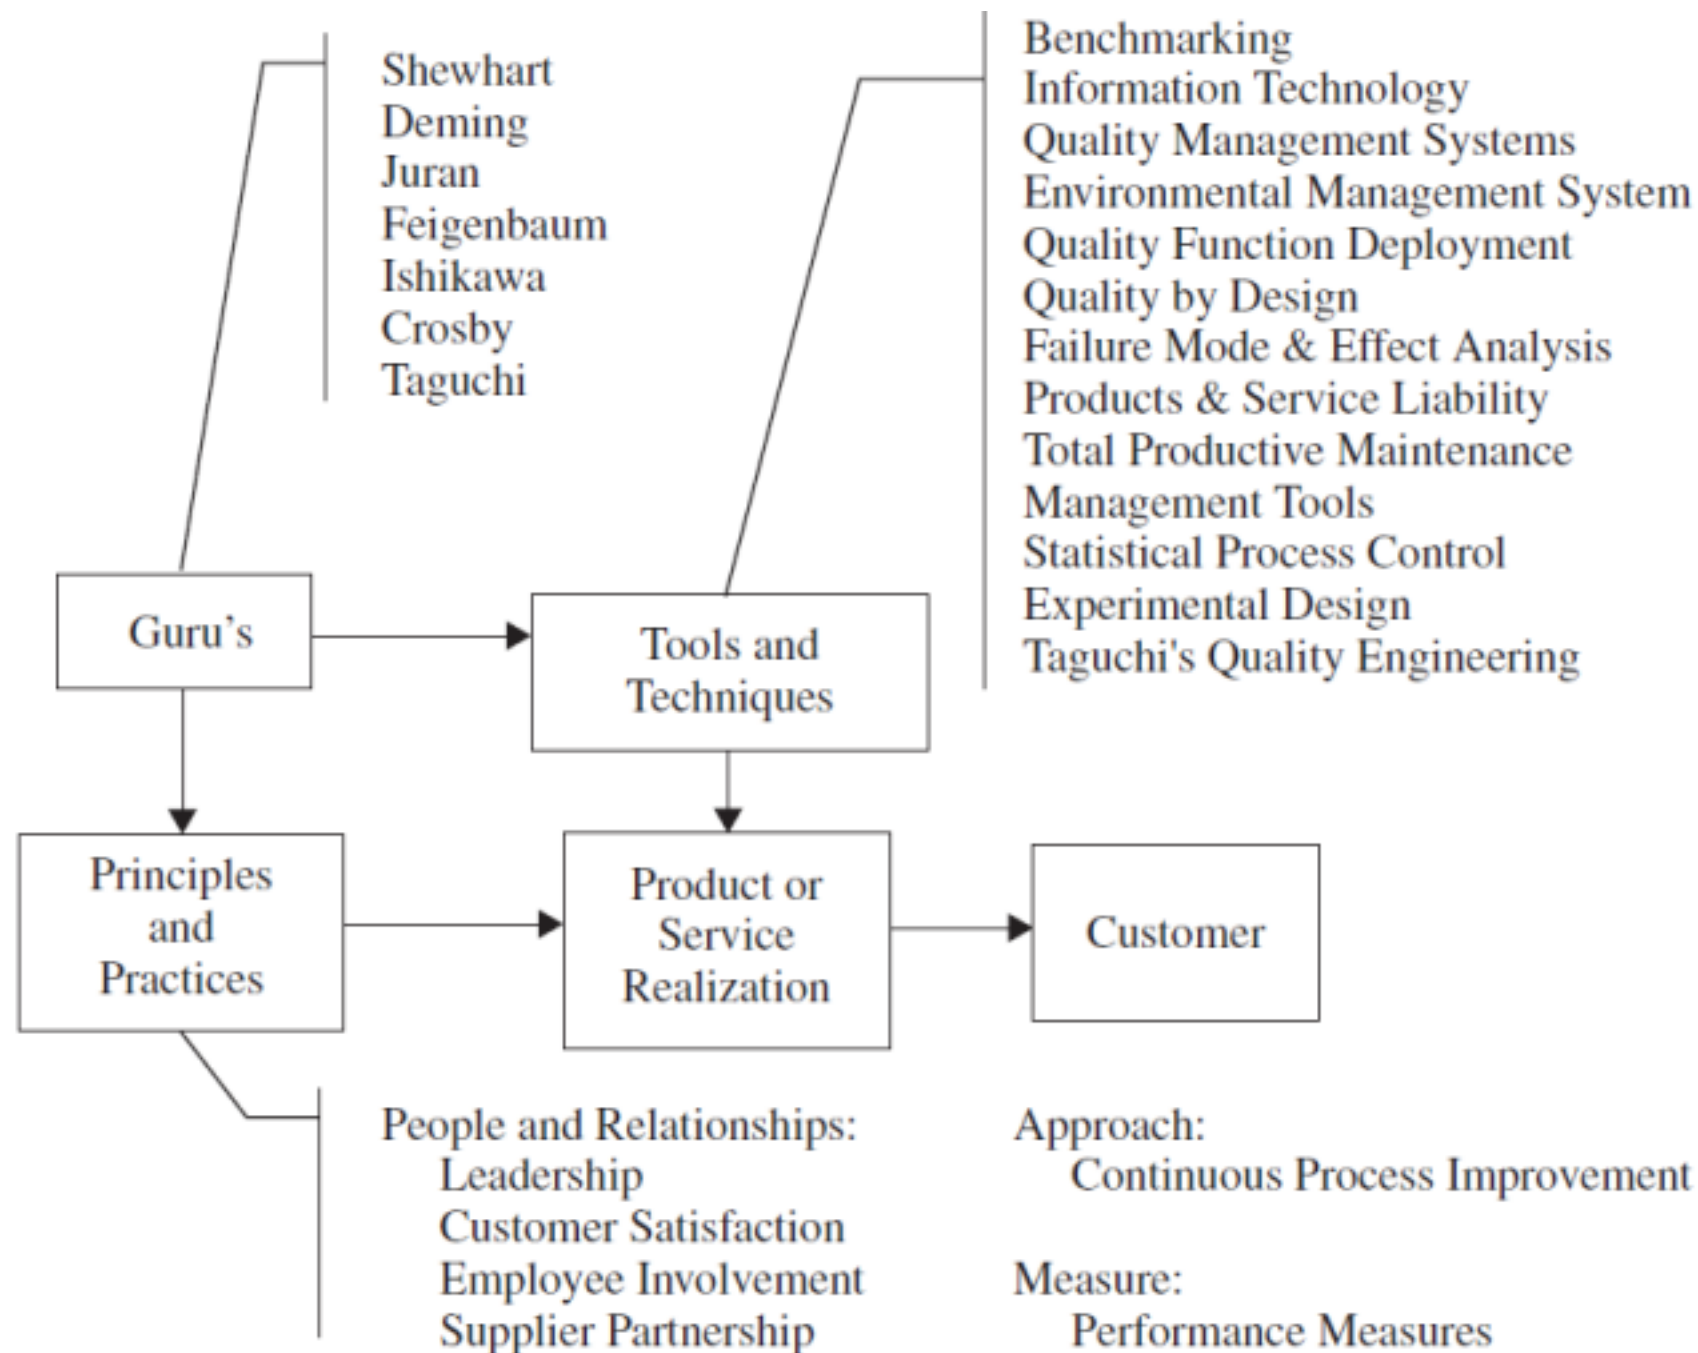 Shewhart
Deming
Juran
Feigenbaum
Ishikawa
Crosby
Taguchi
Benchmarking
Information Technology
Quality Management Systems
Environmental Management System
Quality Function Deployment
Quality by Design
Failure Mode & Effect Analysis
Products & Service Liability
Total Productive Maintenance
Management Tools
Statistical Process Control
Experimental Design
Taguchi's Quality Engineering
Guru’s
Tools and
Techniques
Principles
and
Practices
Product or
Service
Realization
Customer
People and Relationships:
Leadership
Customer Satisfaction
Employee Involvement
Supplier Partnership
Approach:
Continuous Process Improvement
Measure:
Performance Measures